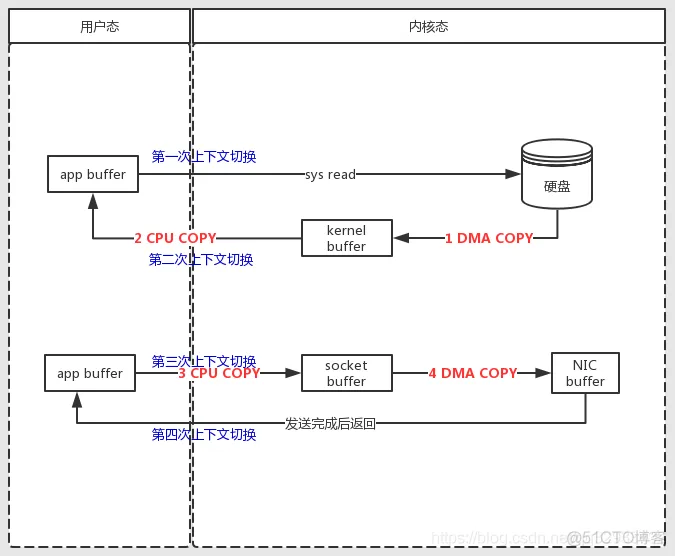 用户态
内核态
第一次上下文切换
app buffer
sys read
硬盘
2 CPU COPY
kernel
buffer
1 DMA COPY
第二次上下文切换
第三次上下文切换
app buffer
3 CPU COPY
socket
buffer
4 DMA COPY
NIC
buffer
发送完成后返回
第四次上下文切换
@51CTO博客